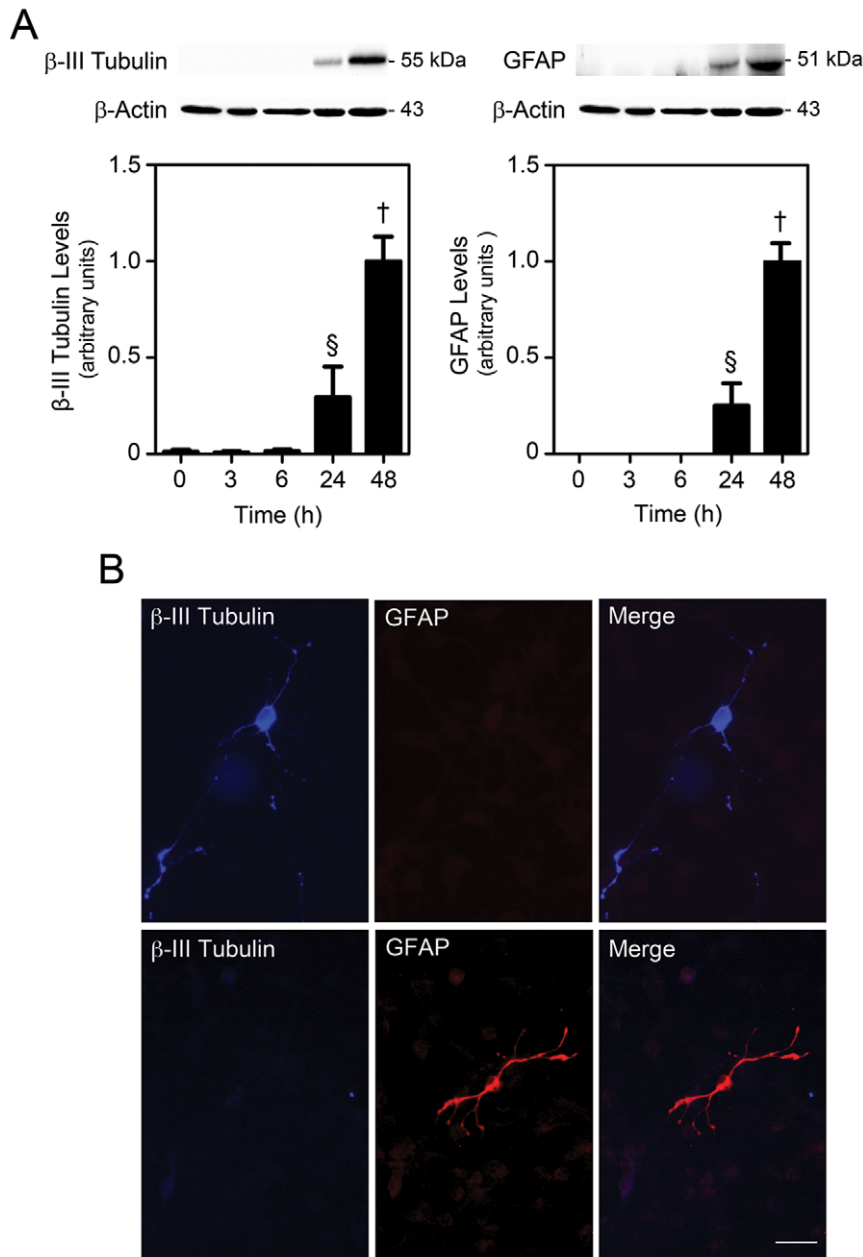 A
β-III Tubulin
- 55 kDa
β-Actin
- 43
GFAP
- 51 kDa
β-Actin
- 43
β-III Tubulin Levels
(arbitrary units)
1.5
1.0
0.5
0
§
†
0 3 6 24 48
Time (h)
GFAP Levels
(arbitrary units )
1.5
1.0
0.5
0
§
†
0 3 6 24 48
Time (h)
B
β-III Tubulin
GFAP
Merge
β-III Tubulin
GFAP
Merge